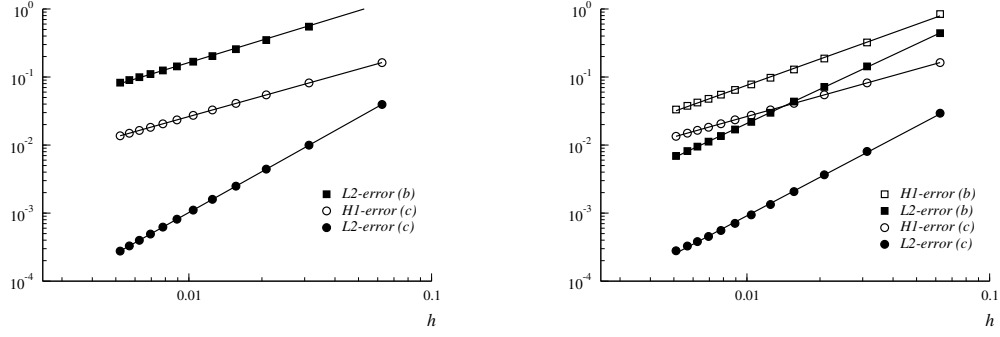 10^0
10^-1
10^-2
10^-3
10^-4
0.01
0.1
h
L2-error (b)
H1-error (c)
L2-error (c)
10^0
10^-1
10^-2
10^-3
10^-4
0.01
0.1
h
H1-error (b)
L2-error (b)
H1-error (c)
L2-error (c)